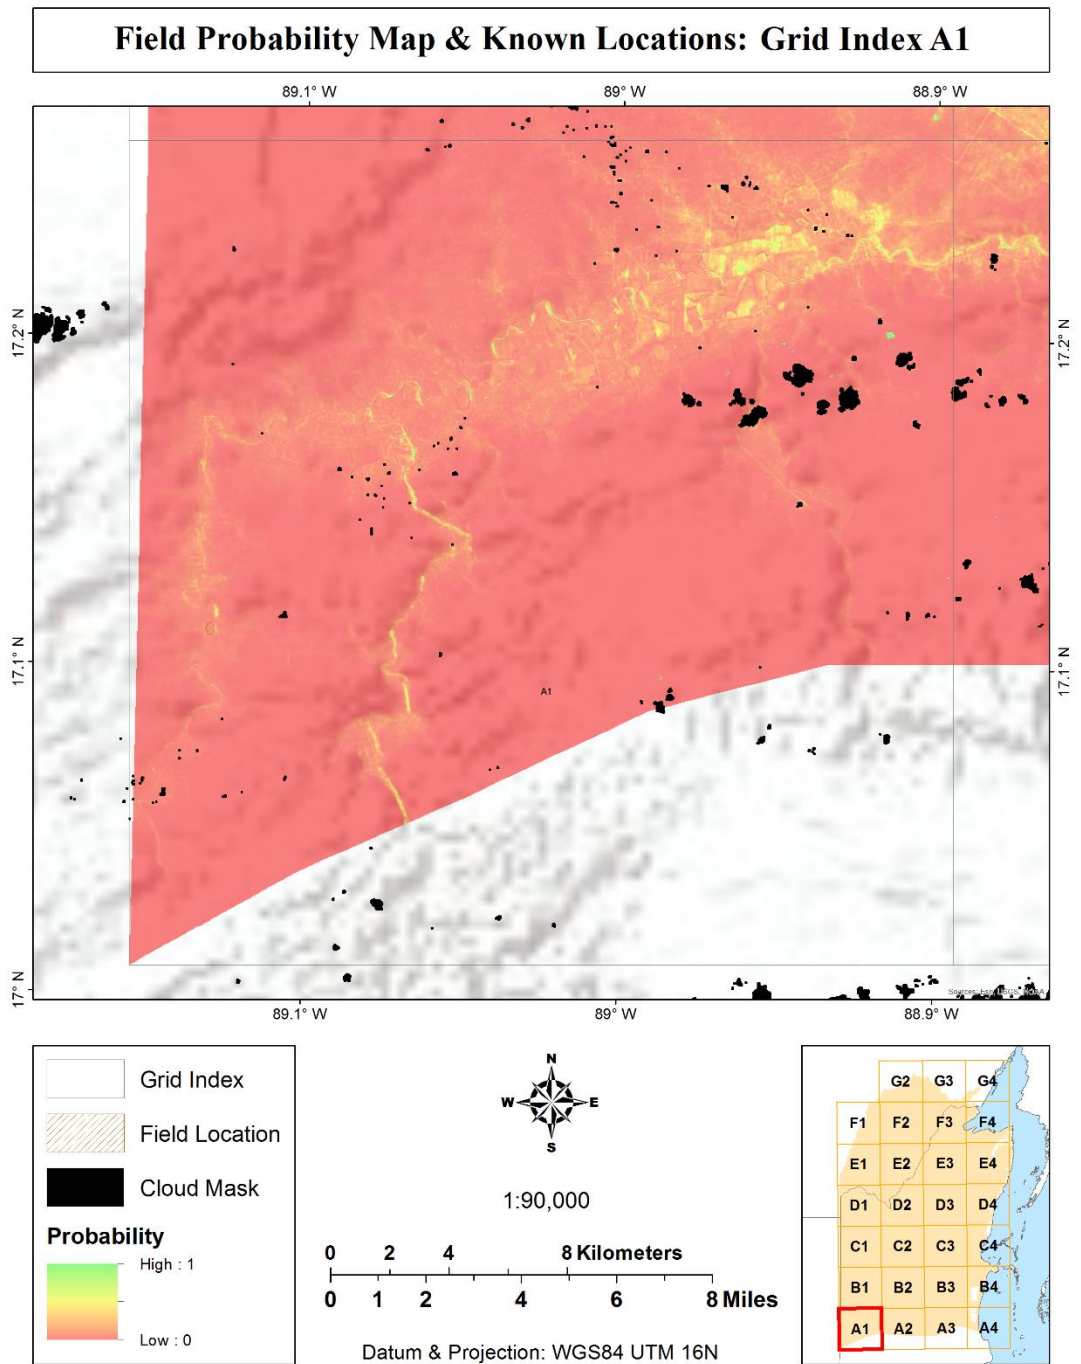 Field Probability Map & Known Locations: Grid Index A1
89.1° W
89° W
88.9° W
17.2° N
17.2° N
17.1° N
17.1° N
A1
17° N
Sources: Esri, USGS, NOAA
89.1° W
89° W
88.9° W
Grid Index
Field Location
Cloud Mask
Probability
High : 1
Low : 0
N
W E
S
1:90,000
0 2 4 8 Kilometers
0 1 2 4 6 8 Miles
Datum & Projection: WGS84 UTM 16N
G2 G3 G4
F1 F2 F3 F4
E1 E2 E3 E4
D1 D2 D3 D4
C1 C2 C3 C4
B1 B2 B3 B4
A1 A2 A3 A4